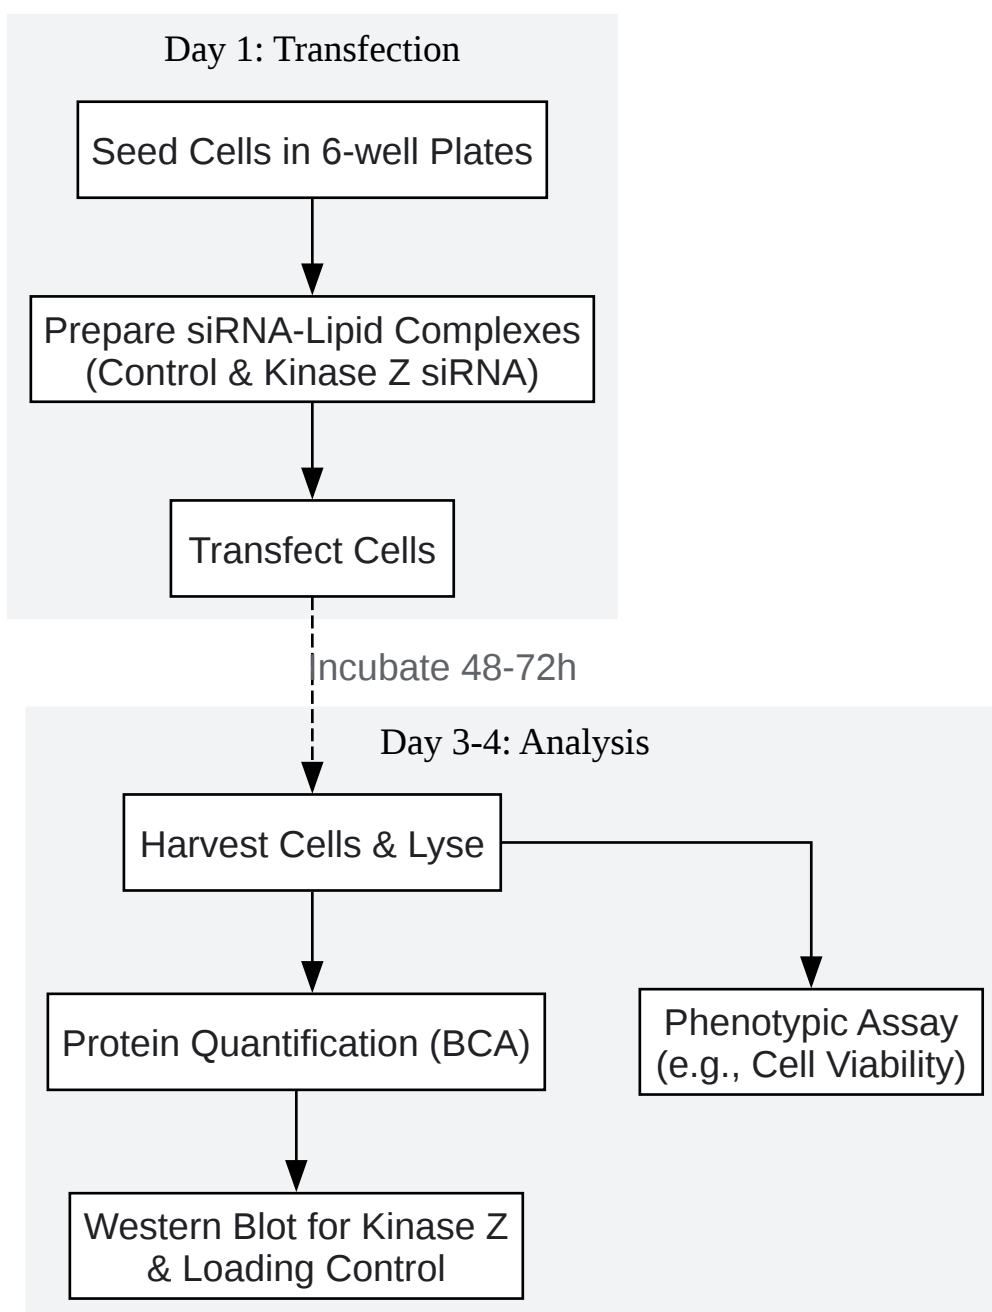 Day 1: Transfection
Seed Cells in 6-well Plates
Prepare siRNA-Lipid Complexes
(Control & Kinase Z siRNA)
Transfect Cells
Incubate 48-72h
Day 3-4: Analysis
Harvest Cells & Lyse
Protein Quantification (BCA)
Phenotypic Assay
(e.g., Cell Viability)
Western Blot for Kinase Z
& Loading Control